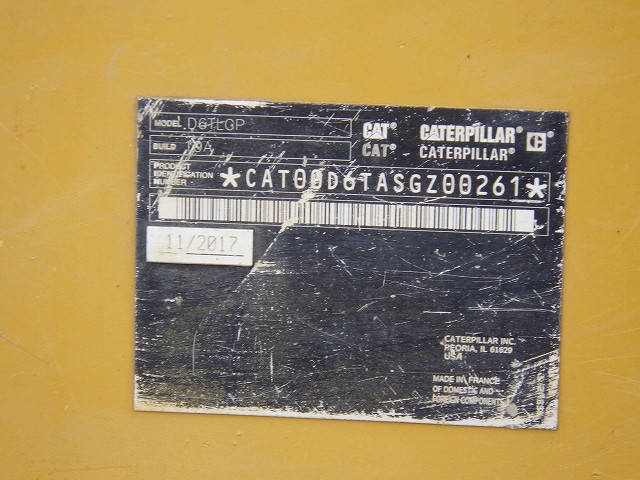 MODEL D6TLGP
BUILD 09A
CAT® CATERPILLAR®
CAT® CATERPILLAR®
PRODUCT
IDENTIFICATION
NUMBER
*CAT00D6TASGZ00261*
11/2017
CATERPILLAR INC.
PEORIA, IL 61629
USA
MADE IN FRANCE
OF DOMESTIC AND
FOREIGN COMPONENTS